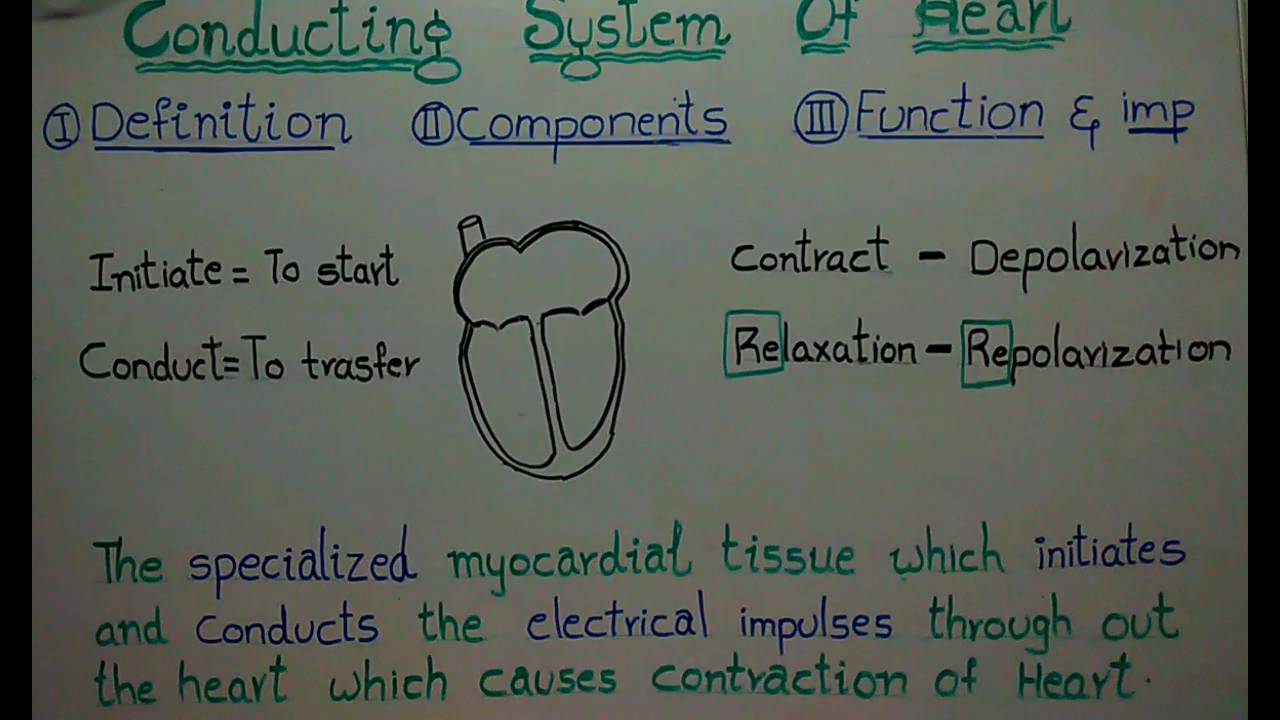 Conducting System Of Heart
Ⓘ Definition Ⓘ Components Ⓘ Function & imp
Initiate = To start
Conduct=To trasfer
Contract - Depolarization
Relaxation - Repolarization
The specialized myocardial tissue which initiates
and conducts the electrical impulses through out
the heart which causes contraction of Heart.